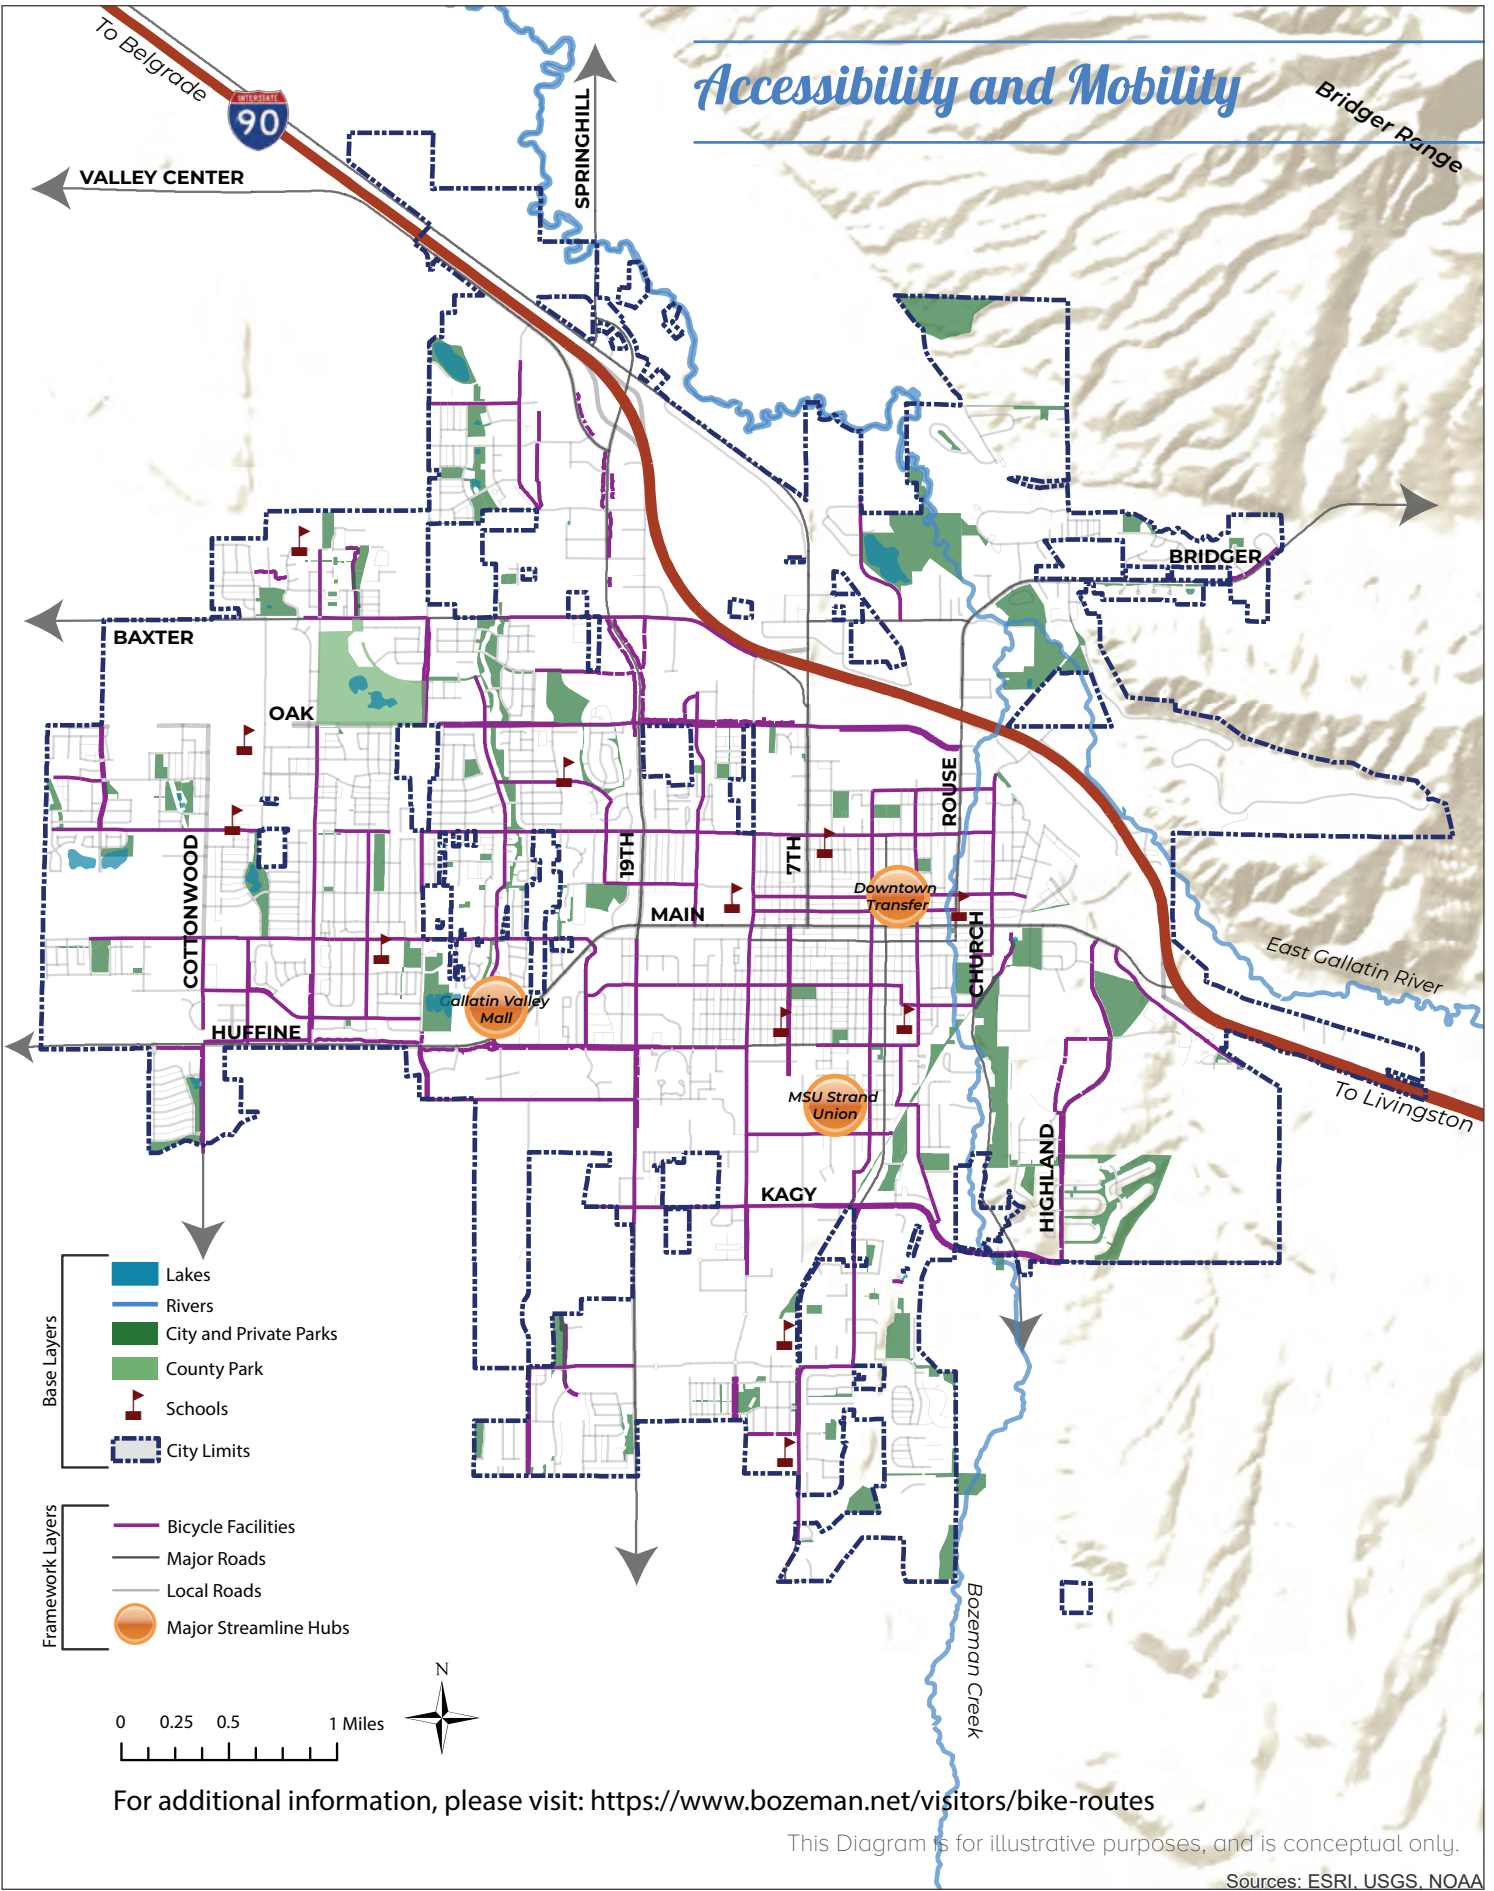 To Belgrade
INTERSTATE
90
Accessibility and Mobility
Bridger Range
SPRINGHILL
VALLEY CENTER
BRIDGER
BAXTER
OAK
ROUSE
COTTONWOOD
19TH
7TH
Downtown
Transfer
MAIN
CHURCH
East Gallatin River
Gallatin Valley
Mall
HUFFINE
MSU Strand
Union
To Livingston
HIGHLAND
KAGY
Base Layers
Lakes
Rivers
City and Private Parks
County Park
Schools
City Limits
Framework Layers
Bicycle Facilities
Major Roads
Local Roads
Major Streamline Hubs
Bozeman Creek
N
0 0.25 0.5 1 Miles
For additional information, please visit: https://www.bozeman.net/visitors/bike-routes
This Diagram is for illustrative purposes, and is conceptual only.
Sources: ESRI, USGS, NOAA